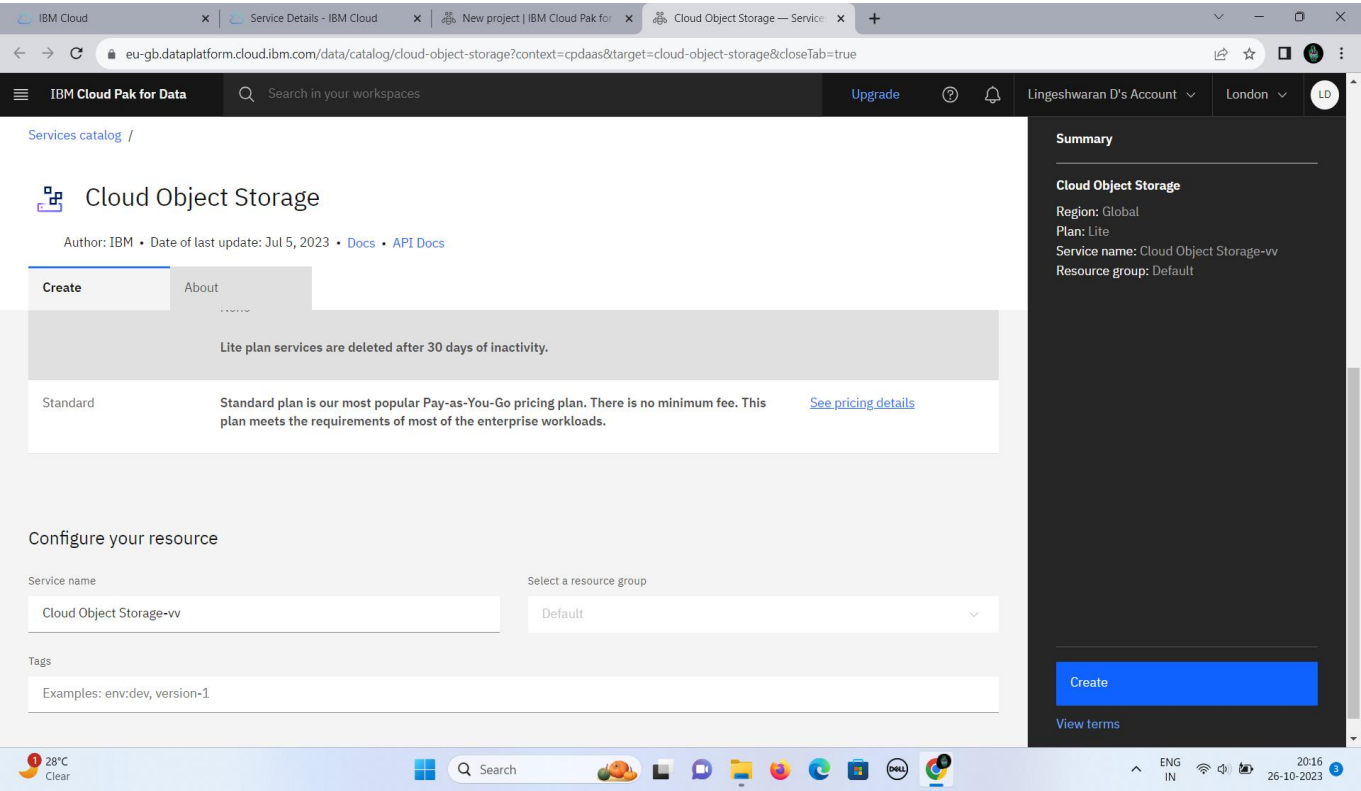 IBM Cloud
Service Details - IBM Cloud
New project | IBM Cloud Pak for
Cloud Object Storage — Service
eu-gb.dataplatform.cloud.ibm.com/data/catalog/cloud-object-storage?context=cpdaas&target=cloud-object-storage&closeTab=true
IBM Cloud Pak for Data
Search in your workspaces
Upgrade
Lingeshwaran D's Account
London
LD
Services catalog /
Cloud Object Storage
Author: IBM • Date of last update: Jul 5, 2023 • Docs • API Docs
Create
About
Lite plan services are deleted after 30 days of inactivity.
Standard
Standard plan is our most popular Pay-as-You-Go pricing plan. There is no minimum fee. This
plan meets the requirements of most of the enterprise workloads.
See pricing details
Configure your resource
Service name
Select a resource group
Cloud Object Storage-vv
Default
Tags
Examples: env:dev, version-1
Summary
Cloud Object Storage
Region: Global
Plan: Lite
Service name: Cloud Object Storage-vv
Resource group: Default
Create
View terms
1
28°C
Clear
Search
DELL
ENG
IN
20:16
26-10-2023
3